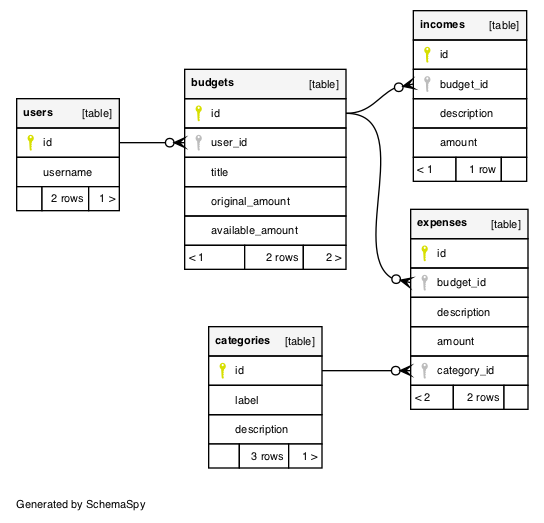 users [table]
id
username
2 rows 1 >
budgets [table]
id
user_id
title
original_amount
available_amount
< 1 2 rows 2 >
incomes [table]
id
budget_id
description
amount
< 1 1 row
expenses [table]
id
budget_id
description
amount
category_id
< 2 2 rows
categories [table]
id
label
description
3 rows 1 >
Generated by SchemaSpy